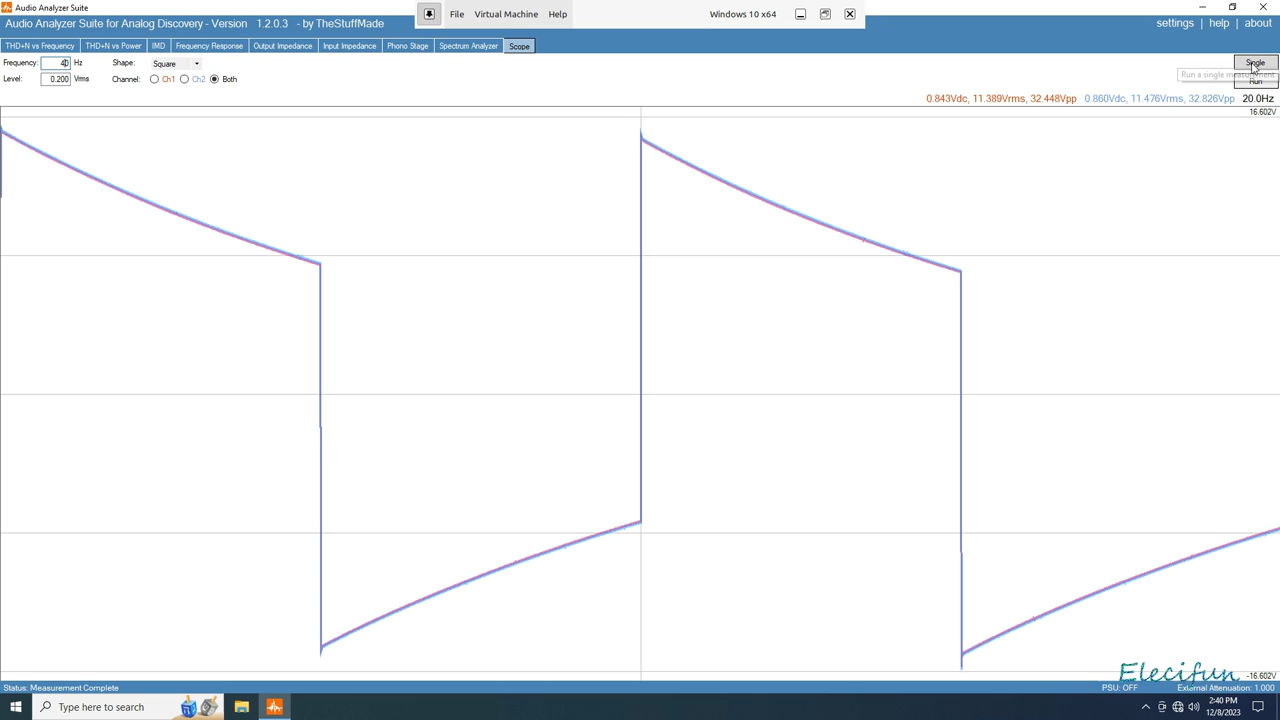 Audio Analyzer Suite
File Virtual Machine Help Windows 10 x64
Audio Analyzer Suite for Analog Discovery - Version 1.2.0.3 - by TheStuffMade
settings | help | about
THD+N vs Frequency THD+N vs Power IMD Frequency Response Output Impedance Input Impedance Phono Stage Spectrum Analyzer Scope
Frequency: 40 Hz Shape: Square Single
Run a single measurement
Level: 0.200 Vrms Channel: Ch1 Ch2 Both Run
0.843Vdc, 11.389Vrms, 32.448Vpp 0.860Vdc, 11.476Vrms, 32.826Vpp 20.0Hz
16.602V
Elecifun
-16.602V
Status: Measurement Complete PSU: OFF External Attenuation: 1.000
Type here to search
2:40 PM
12/8/2023